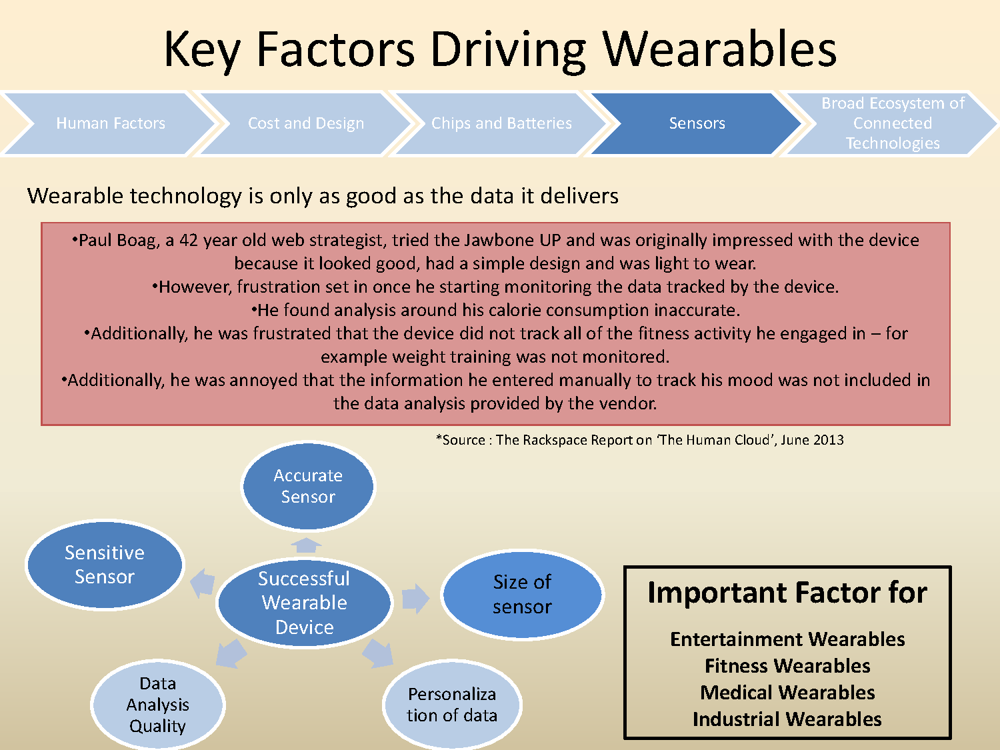 Key Factors Driving Wearables
Human Factors
Cost and Design
Chips and Batteries
Sensors
Broad Ecosystem of
Connected
Technologies
Wearable technology is only as good as the data it delivers
•Paul Boag, a 42 year old web strategist, tried the Jawbone UP and was originally impressed with the device
because it looked good, had a simple design and was light to wear.
•However, frustration set in once he starting monitoring the data tracked by the device.
•He found analysis around his calorie consumption inaccurate.
•Additionally, he was frustrated that the device did not track all of the fitness activity he engaged in – for
example weight training was not monitored.
•Additionally, he was annoyed that the information he entered manually to track his mood was not included in
the data analysis provided by the vendor.
*Source : The Rackspace Report on ‘The Human Cloud’, June 2013
Accurate
Sensor
Sensitive
Sensor
Successful
Wearable
Device
Size of
sensor
Data
Analysis
Quality
Personaliza
tion of data
Important Factor for
Entertainment Wearables
Fitness Wearables
Medical Wearables
Industrial Wearables